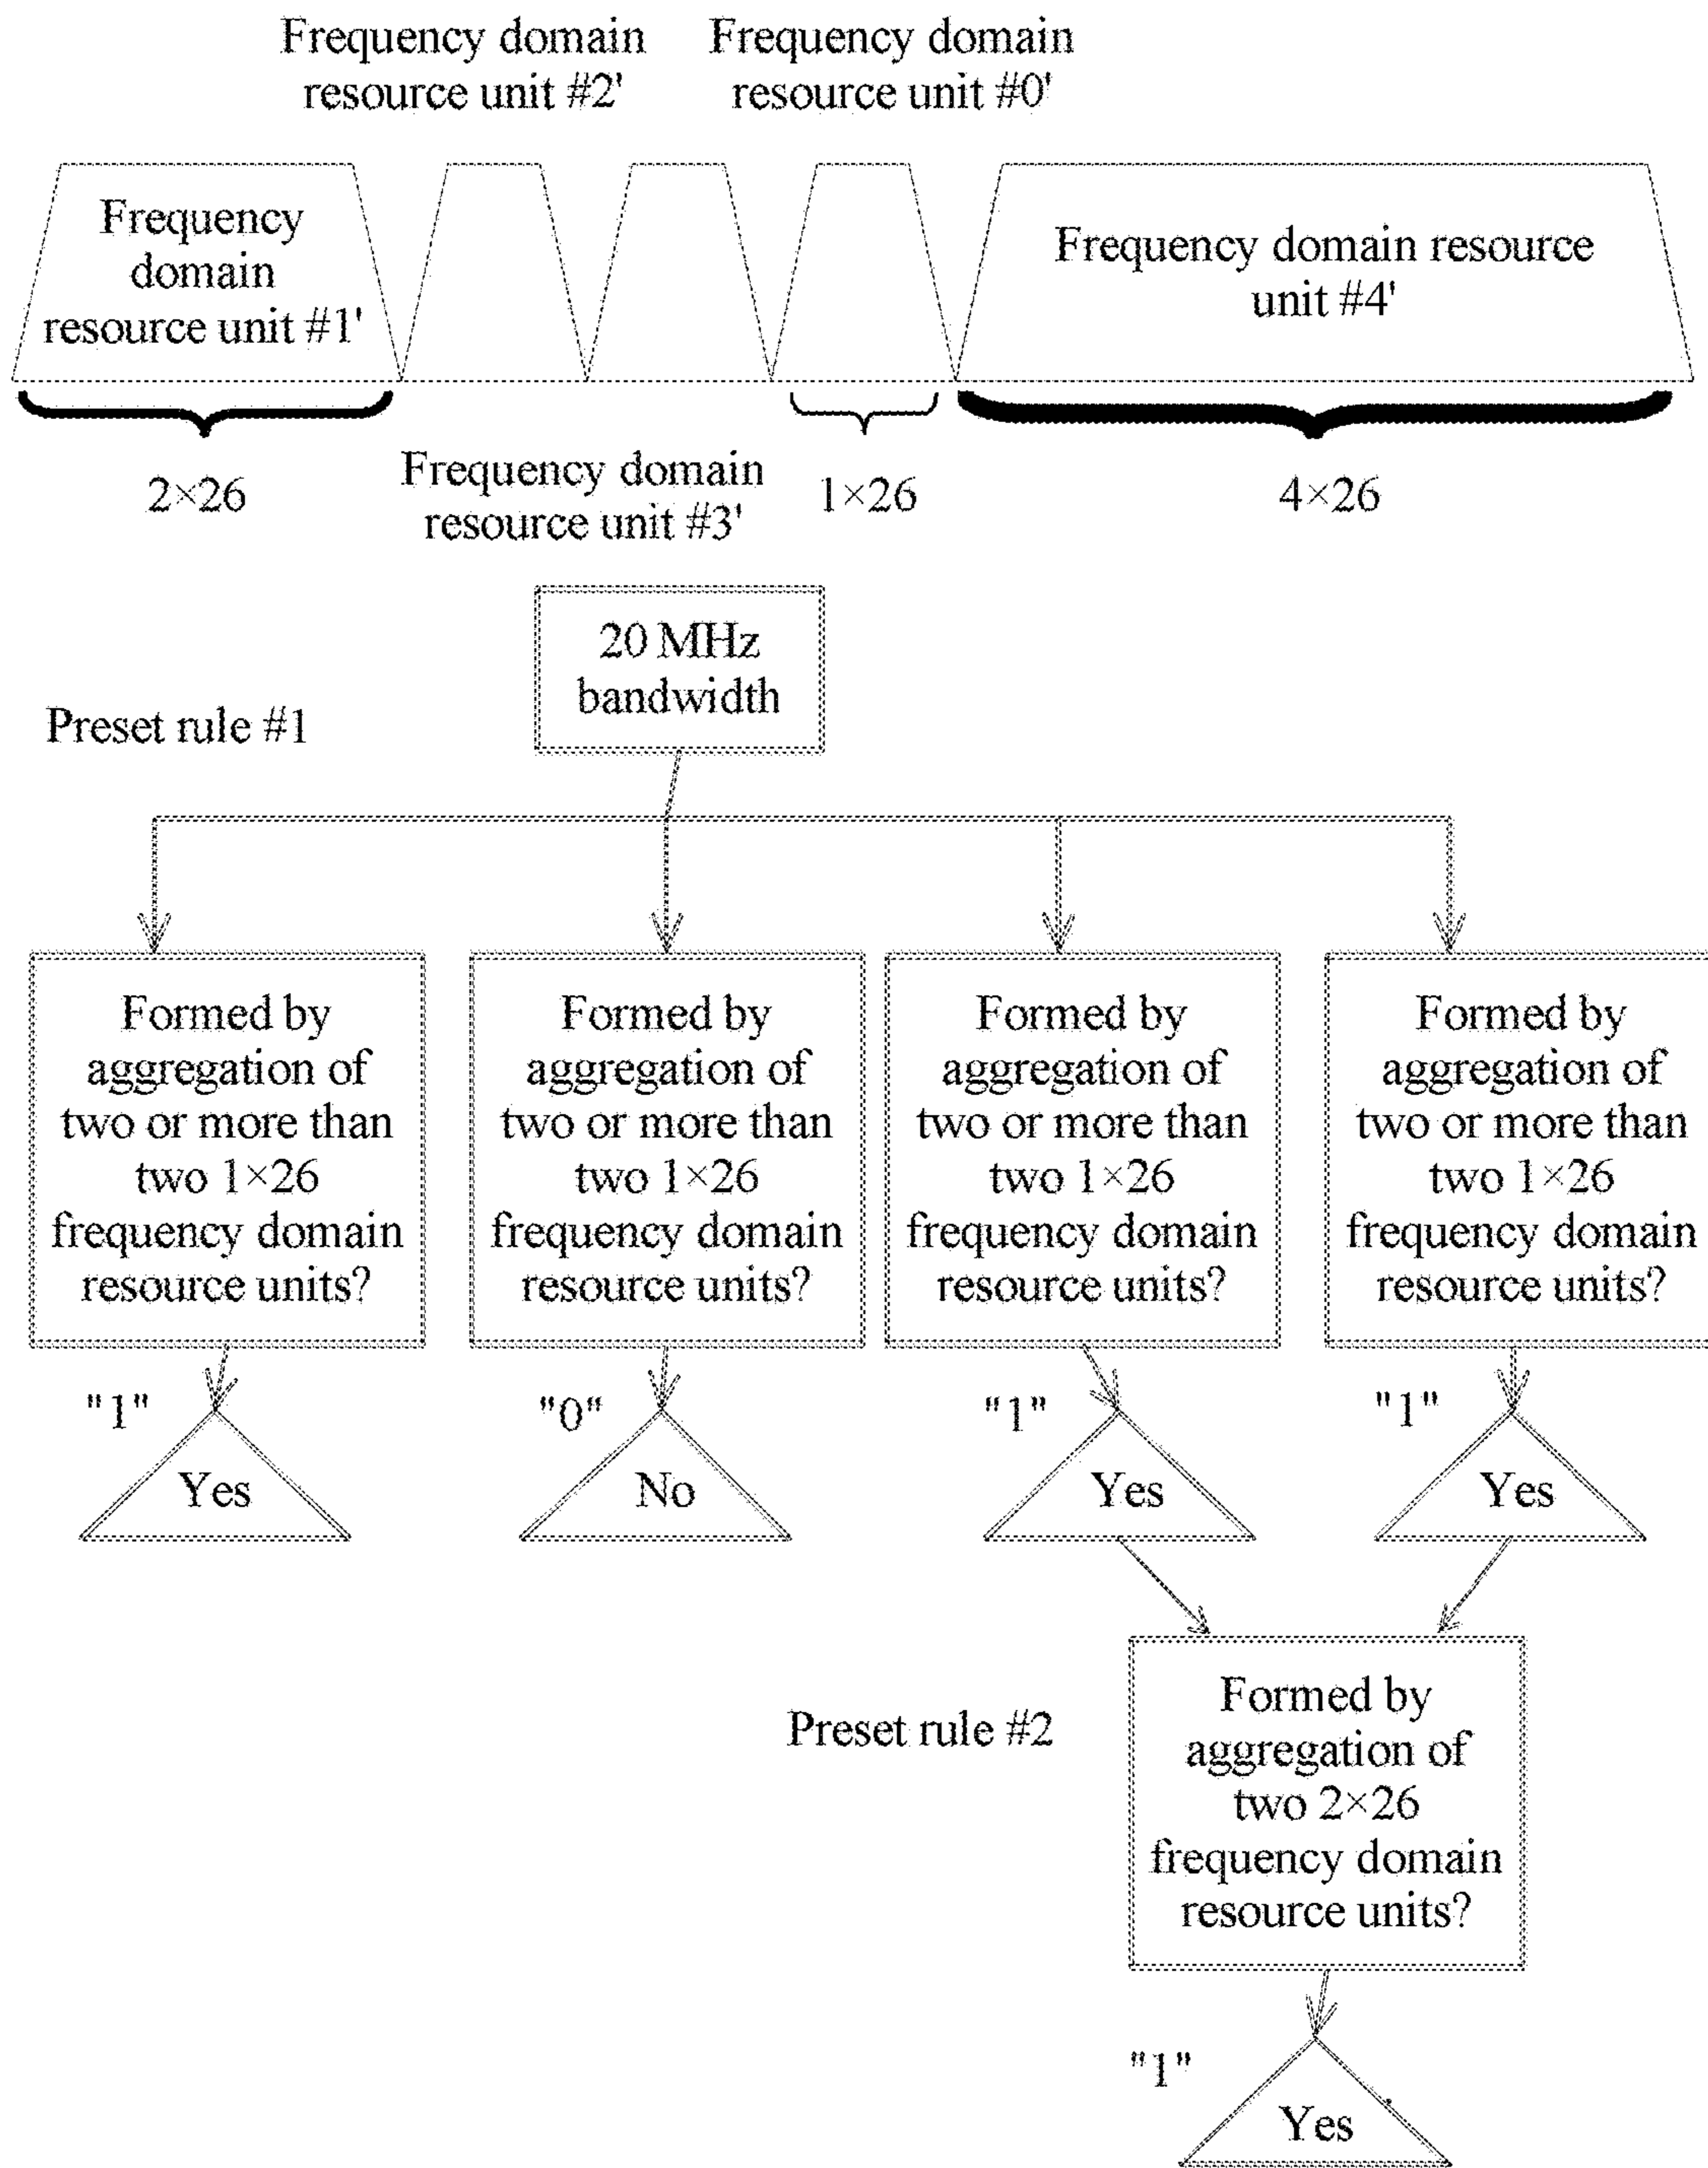 Frequency domain
resource unit #2'
Frequency domain
resource unit #0'
Frequency
domain
resource unit #1'
Frequency domain resource
unit #4'
2×26
Frequency domain
resource unit #3'
1×26
4×26
20 MHz
bandwidth
Preset rule #1
Formed by
aggregation of
two or more than
two 1×26
frequency domain
resource units?
Formed by
aggregation of
two or more than
two 1×26
frequency domain
resource units?
Formed by
aggregation of
two or more than
two 1×26
frequency domain
resource units?
Formed by
aggregation of
two or more than
two 1×26
frequency domain
resource units?
"1"
Yes
"0"
No
"1"
Yes
"1"
Yes
Preset rule #2
Formed by
aggregation of
two 2×26
frequency domain
resource units?
"1"
Yes